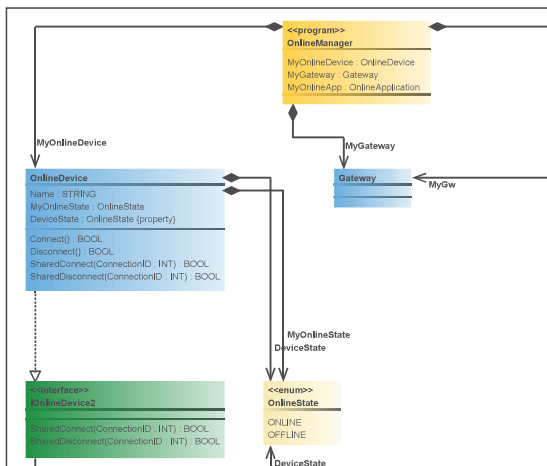 <<program>>
OnlineManager
MyOnlineDevice : OnlineDevice
MyGateway : Gateway
MyOnlineApp : OnlineApplication
MyOnlineDevice
MyGateway
OnlineDevice
Name : STRING
MyOnlineState : OnlineState
DeviceState : OnlineState {property}
Connect() : BOOL
Disconnect() : BOOL
SharedConnect(ConnectionID : INT) : BOOL
SharedDisconnect(ConnectionID : INT) : BOOL
Gateway
MyGw
MyOnlineState
DeviceState
<<interface>>
IOnlineDevice2
SharedConnect(ConnectionID : INT) : BOOL
SharedDisconnect(ConnectionID : INT) : BOOL
<<enum>>
OnlineState
ONLINE
OFFLINE
DeviceState